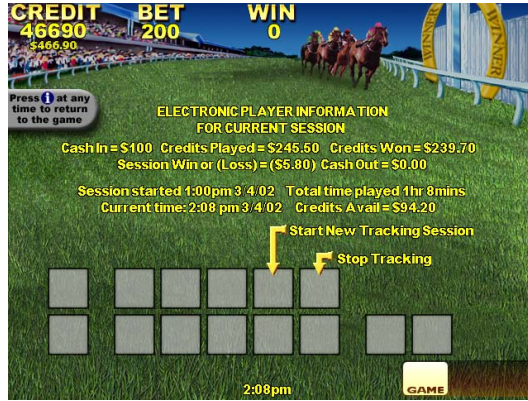 CREDIT BET WIN
46690 200 0
$466.90
WINNER
WINNER
Press i at any
time to return
to the game
ELECTRONIC PLAYER INFORMATION
FOR CURRENT SESSION
Cash In = $100 Credits Played = $245.50 Credits Won = $239.70
Session Win or (Loss) = ($5.80) Cash Out = $0.00
Session started 1:00pm 3/4/02 Total time played 1hr 8mins
Current time: 2:08 pm 3/4/02 Credits Avail = $94.20
Start New Tracking Session
Stop Tracking
GAME
2:08pm